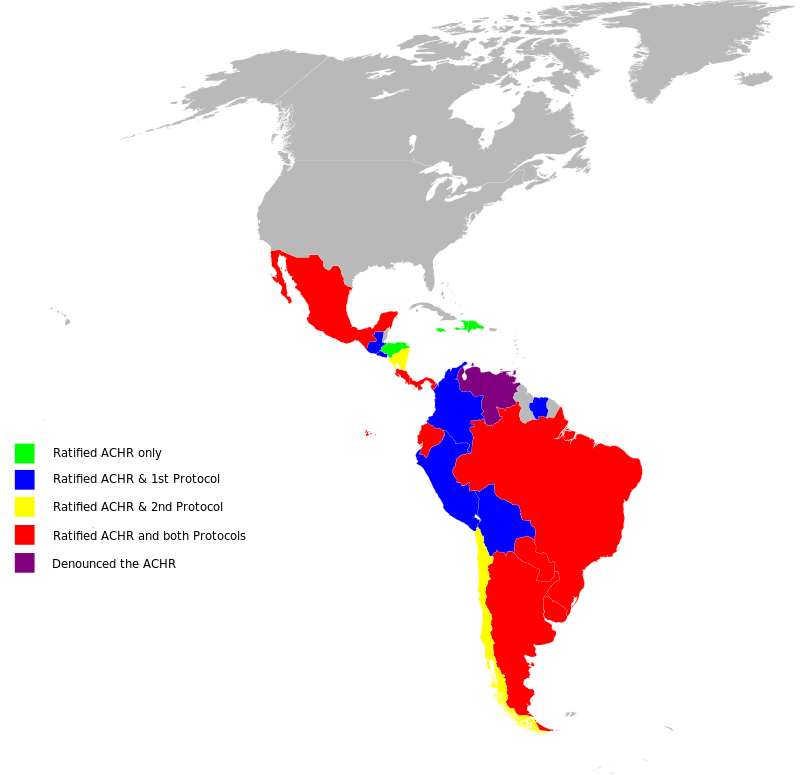 Ratified ACHR only
Ratified ACHR & 1st Protocol
Ratified ACHR & 2nd Protocol
Ratified ACHR and both Protocols
Denounced the ACHR